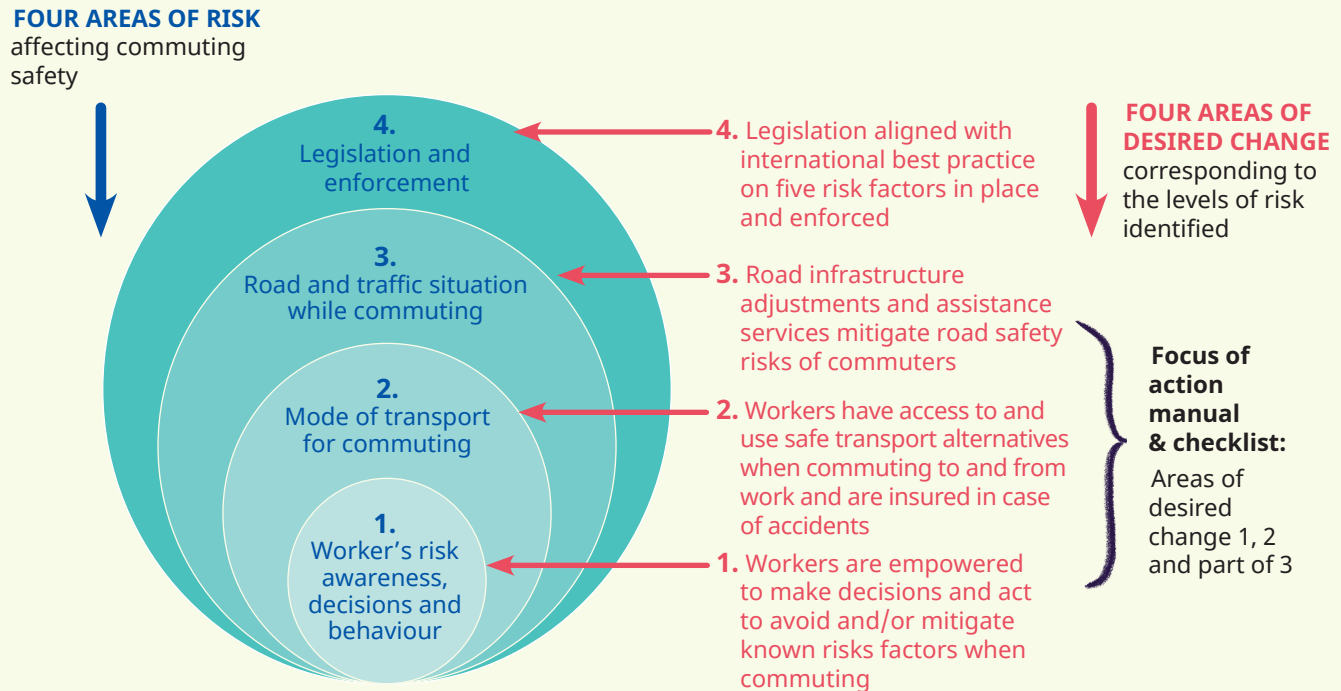 FOUR AREAS OF RISK
affecting commuting
safety
4.
Legislation and
enforcement
3.
Road and traffic situation
while commuting
2.
Mode of transport
for commuting
1.
Worker’s risk
awareness,
decisions and
behaviour
4. Legislation aligned with
international best practice
on five risk factors in place
and enforced
3. Road infrastructure
adjustments and assistance
services mitigate road safety
risks of commuters
2. Workers have access to and
use safe transport alternatives
when commuting to and from
work and are insured in case
of accidents
1. Workers are empowered
to make decisions and act
to avoid and/or mitigate
known risks factors when
commuting
FOUR AREAS OF
DESIRED CHANGE
corresponding to
the levels of risk
identified
Focus of
action
manual
& checklist:
Areas of
desired
change 1, 2
and part of 3